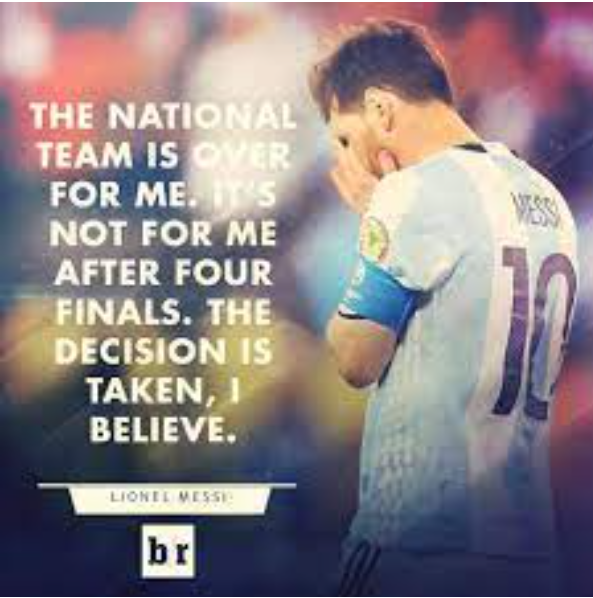 THE NATIONAL
TEAM IS OVER
FOR ME. IT'S
NOT FOR ME
AFTER FOUR
FINALS. THE
DECISION IS
TAKEN, I
BELIEVE.
LIONEL MESSI
br
MESSI
10